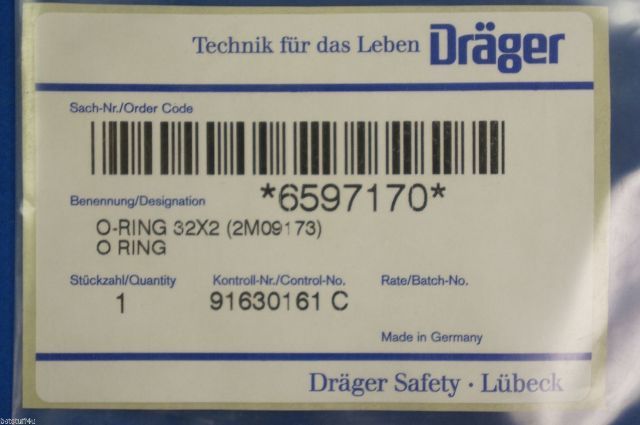 Technik für das Leben Dräger
Sach-Nr./Order Code
*6597170*
Benennung/Designation
O-RING 32X2 (2M09173)
O RING
Stückzahl/Quantity Kontroll-Nr./Control-No. Rate/Batch-No.
1 91630161 C
Made in Germany
Dräger Safety · Lübeck
batsturf4u